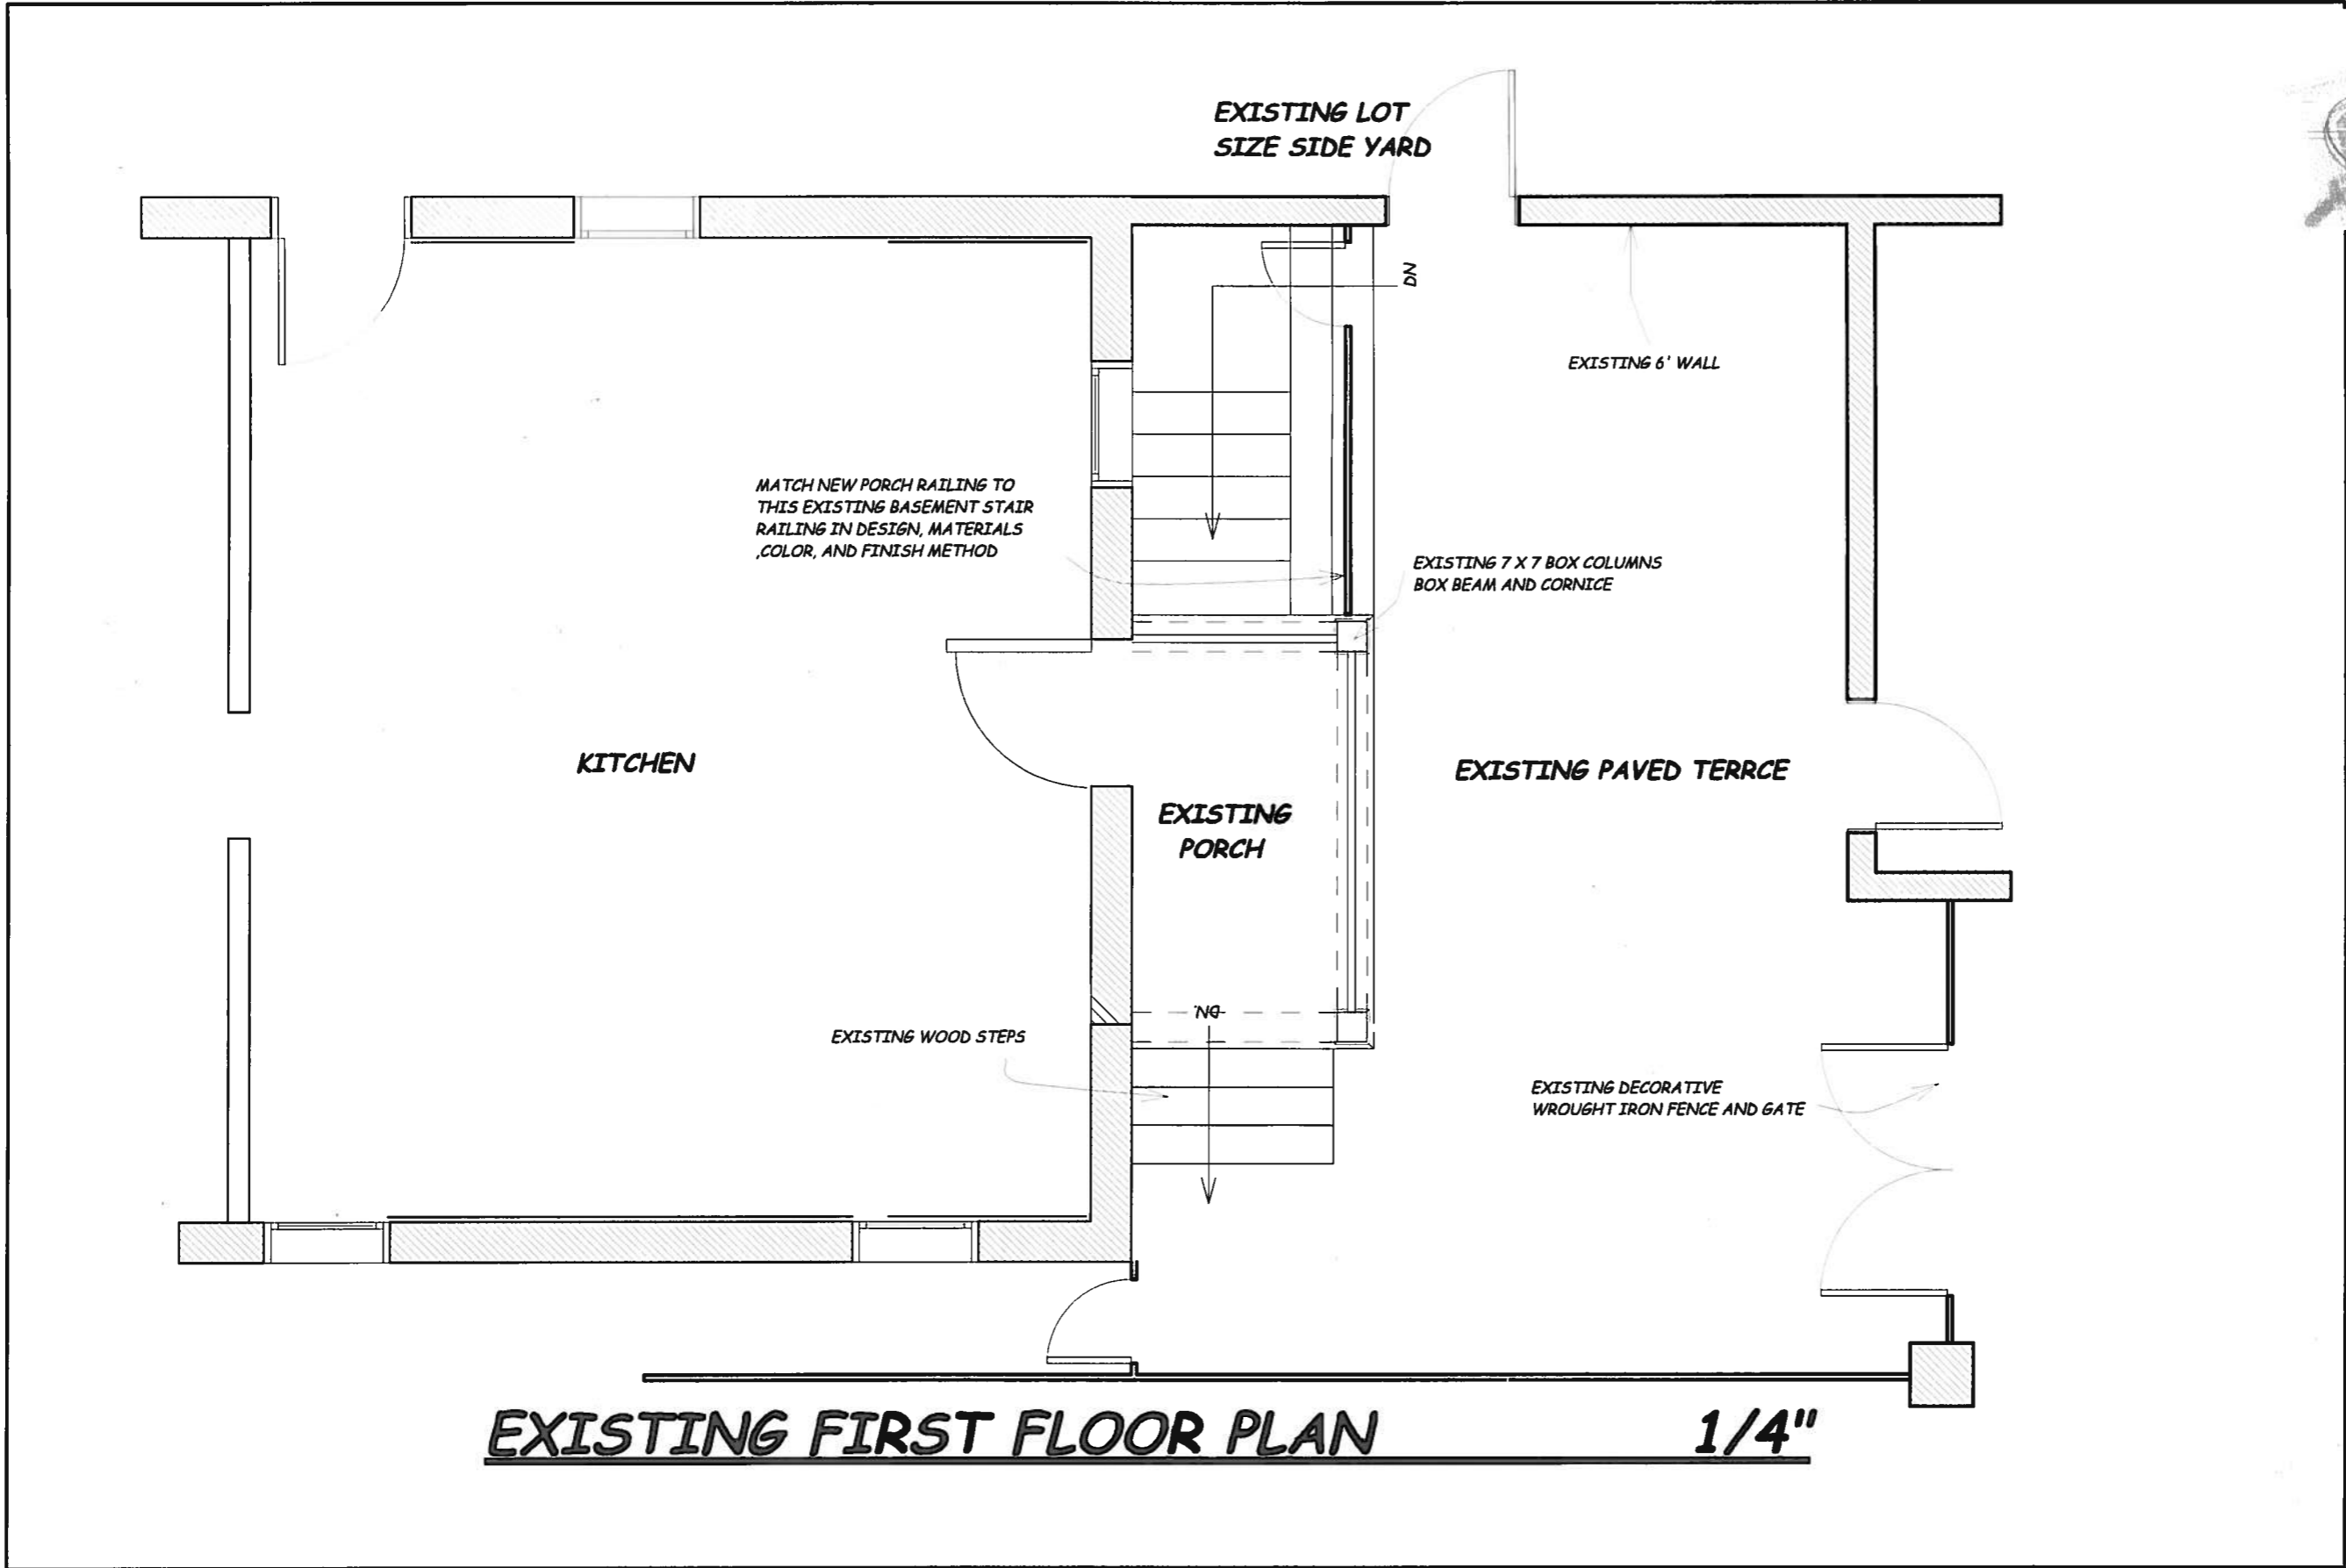 EXISTING LOT
SIZE SIDE YARD
DN
EXISTING 6' WALL
MATCH NEW PORCH RAILING TO
THIS EXISTING BASEMENT STAIR
RAILING IN DESIGN, MATERIALS
,COLOR, AND FINISH METHOD
EXISTING 7 X 7 BOX COLUMNS
BOX BEAM AND CORNICE
KITCHEN
EXISTING PAVED TERRCE
EXISTING
PORCH
DN.
EXISTING WOOD STEPS
EXISTING DECORATIVE
WROUGHT IRON FENCE AND GATE
EXISTING FIRST FLOOR PLAN 1/4"